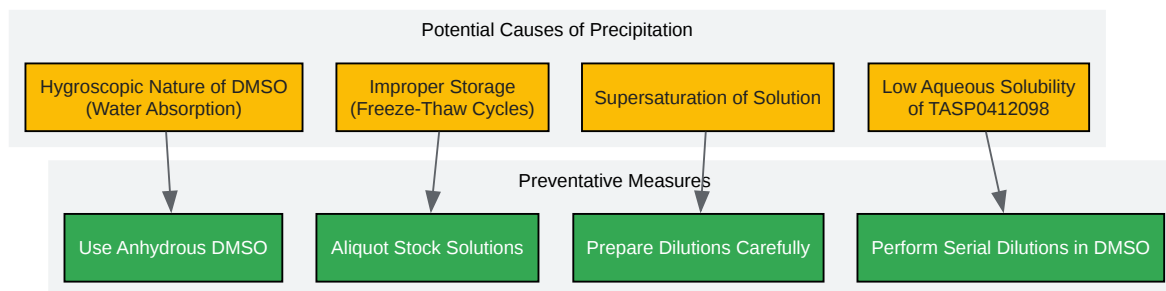 Potential Causes of Precipitation
Hygroscopic Nature of DMSO
(Water Absorption)
Improper Storage
(Freeze-Thaw Cycles)
Supersaturation of Solution
Low Aqueous Solubility
of TASP0412098
Preventative Measures
Use Anhydrous DMSO
Aliquot Stock Solutions
Prepare Dilutions Carefully
Perform Serial Dilutions in DMSO